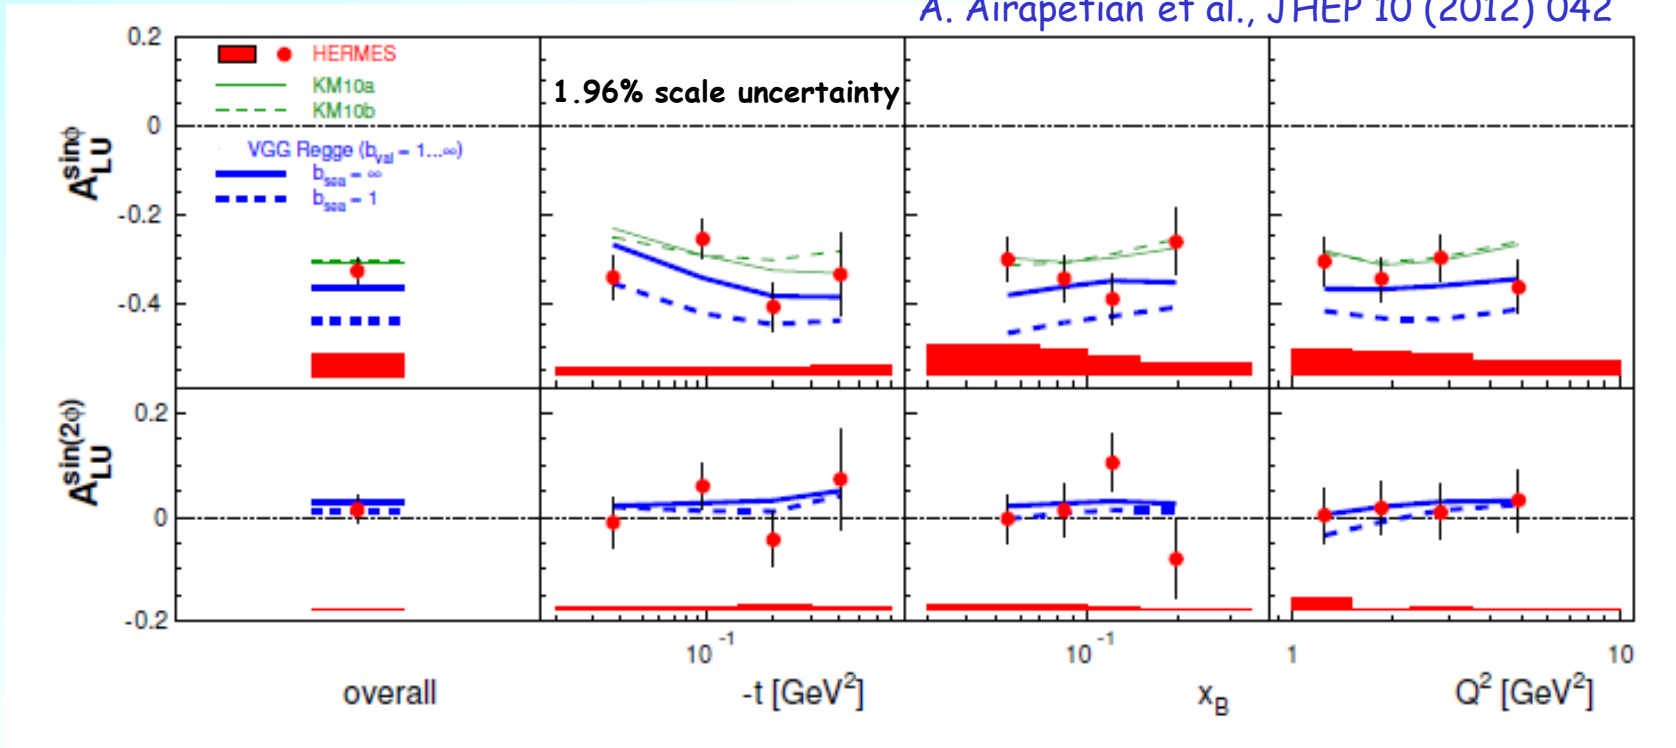 A. Airapetian et al., JHEP 10 (2012) 042
HERMES
KM10a
KM10b
1.96% scale uncertainty
VGG Regge (b_val = 1...∞)
b_sea = ∞
b_sea = 1
A_LU^sinϕ
0.2
0
-0.2
-0.4
A_LU^sin(2ϕ)
0.2
0
-0.2
10^-1
10^-1
1
10
overall
-t [GeV²]
x_B
Q² [GeV²]